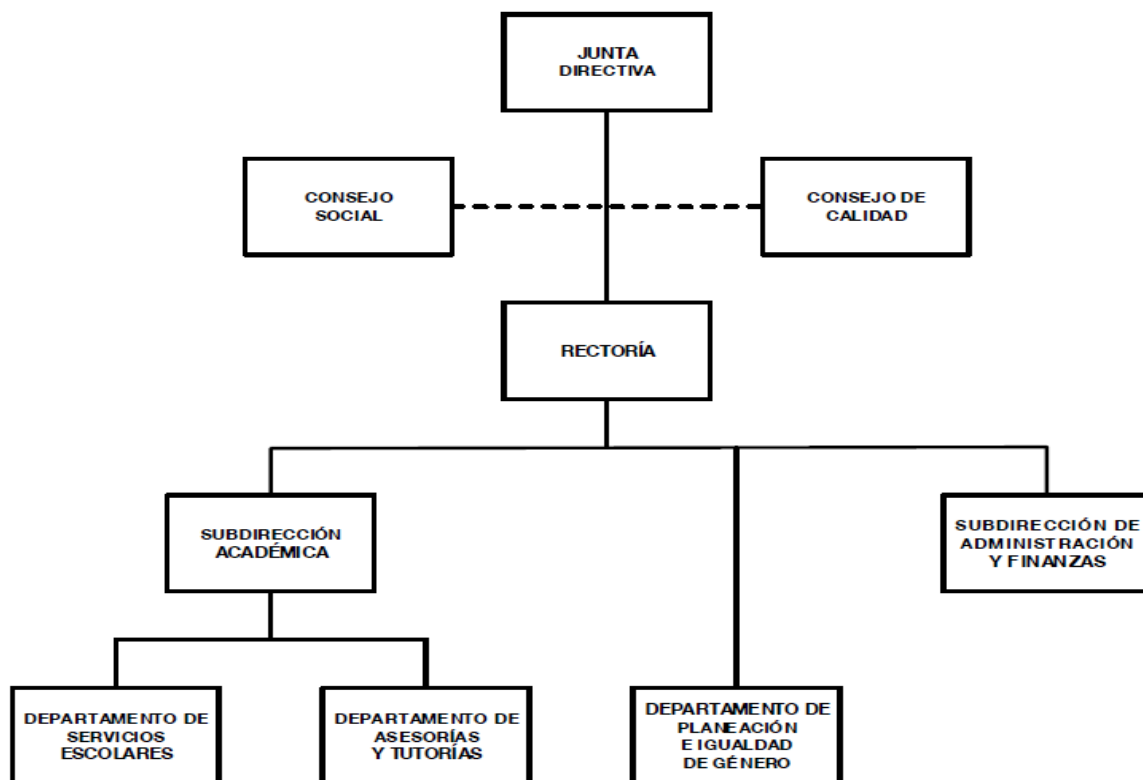 JUNTA
DIRECTIVA
CONSEJO
SOCIAL
CONSEJO DE
CALIDAD
RECTORÍA
SUBDIRECCIÓN
ACADÉMICA
SUBDIRECCIÓN DE
ADMINISTRACIÓN
Y FINANZAS
DEPARTAMENTO DE
SERVICIOS
ESCOLARES
DEPARTAMENTO DE
ASESORÍAS
Y TUTORÍAS
DEPARTAMENTO DE
PLANEACIÓN
E IGUALDAD
DE GÉNERO